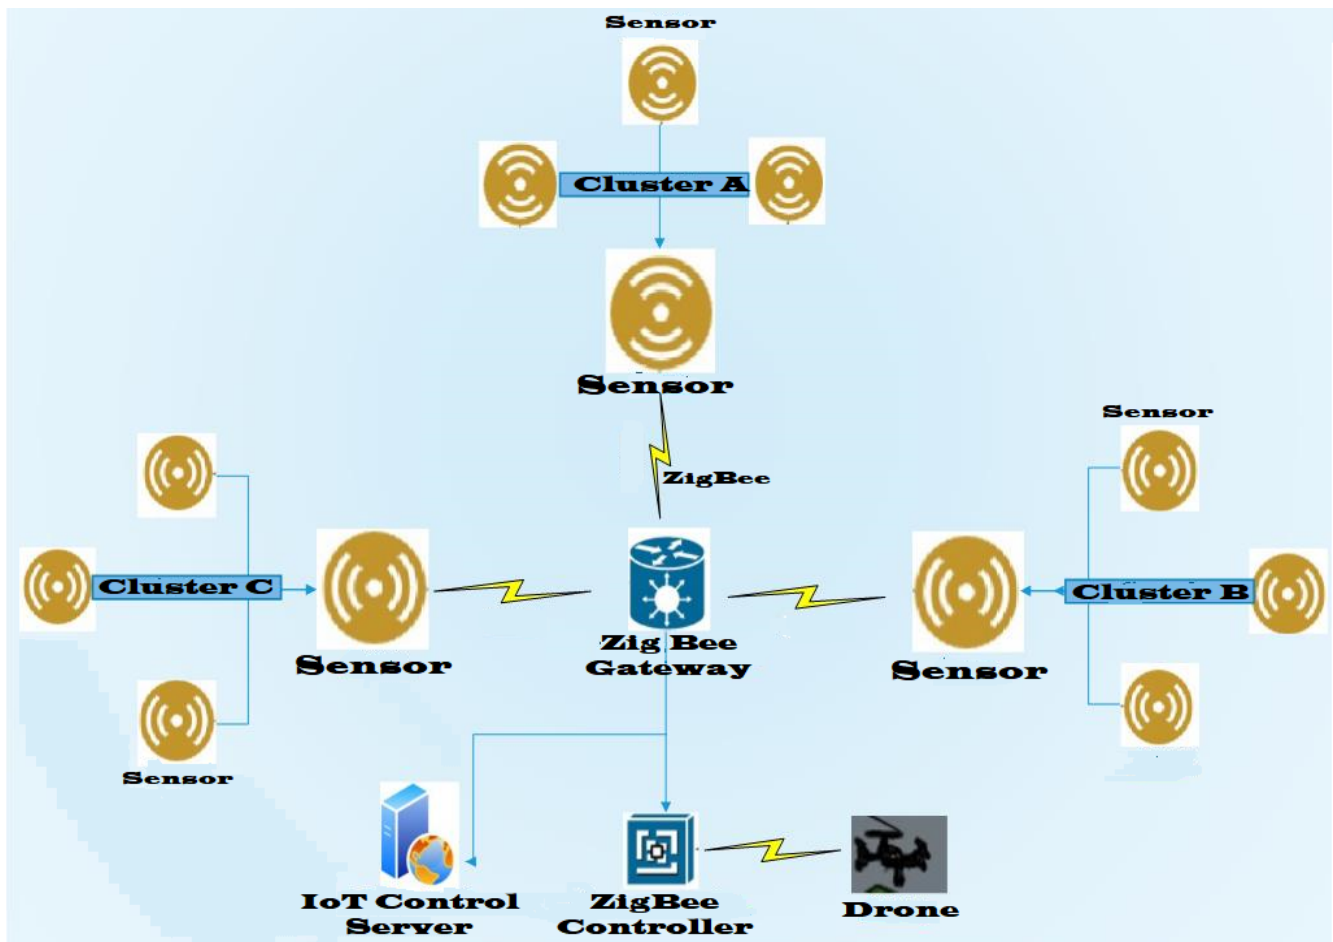 Sensor
Cluster A
Sensor
ZigBee
Sensor
Cluster C
Cluster B
Zig Bee
Gateway
Sensor
Sensor
Sensor
IoT Control
Server
ZigBee
Controller
Drone